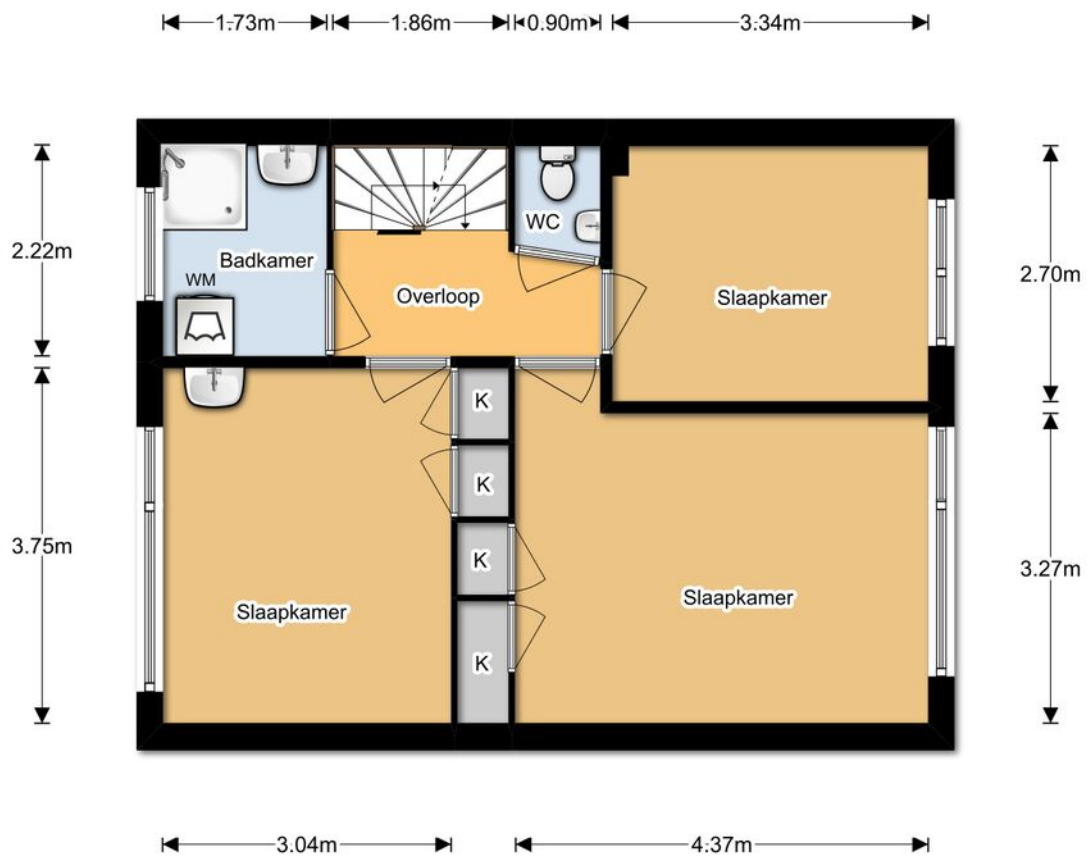 1.73m 1.86m 0.90m 3.34m
2.22m
Badkamer
WM
Overloop
WC
Slaapkamer
2.70m
3.75m
Slaapkamer
K
K
K
K
Slaapkamer
3.27m
3.04m 4.37m